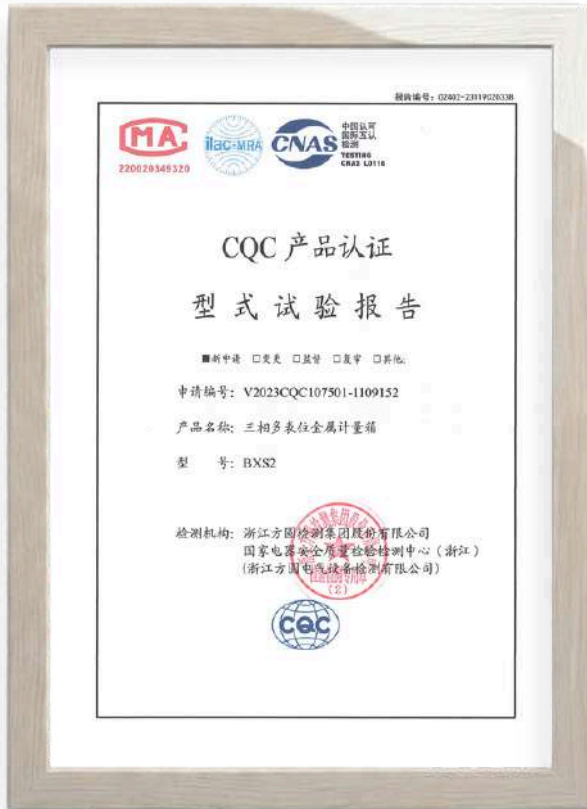 报告编号：02402-23119020338
MA
220020349320
ilac-MRA
CNAS
中国认可
国际互认
检测
TESTING
CNAS L0116
CQC 产品认证
型式试验报告
■新申请 □变更 □监督 □复审 □其他:
申请编号：V2023CQC107501-1109152
产品名称：三相多表位金属计量箱
型 号：BXS2
检测机构：浙江方圆检测集团股份有限公司
国家电器安全质量检验检测中心（浙江）
(浙江方圆电气设备检测有限公司)
(2)
CQC